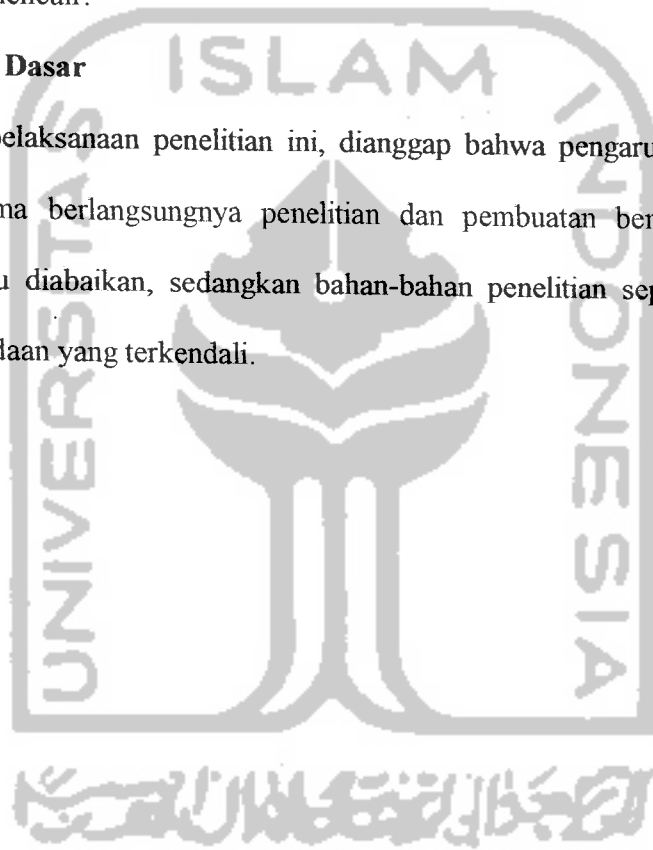 Dasar
pelaksanaan penelitian ini, dianggap bahwa pengaru
ma berlangsungnya penelitian dan pembuatan ben
u diabaikan, sedangkan bahan-bahan penelitian sep
daan yang terkendali.
ISLAM
UNIVERSITAS
INDONESIA